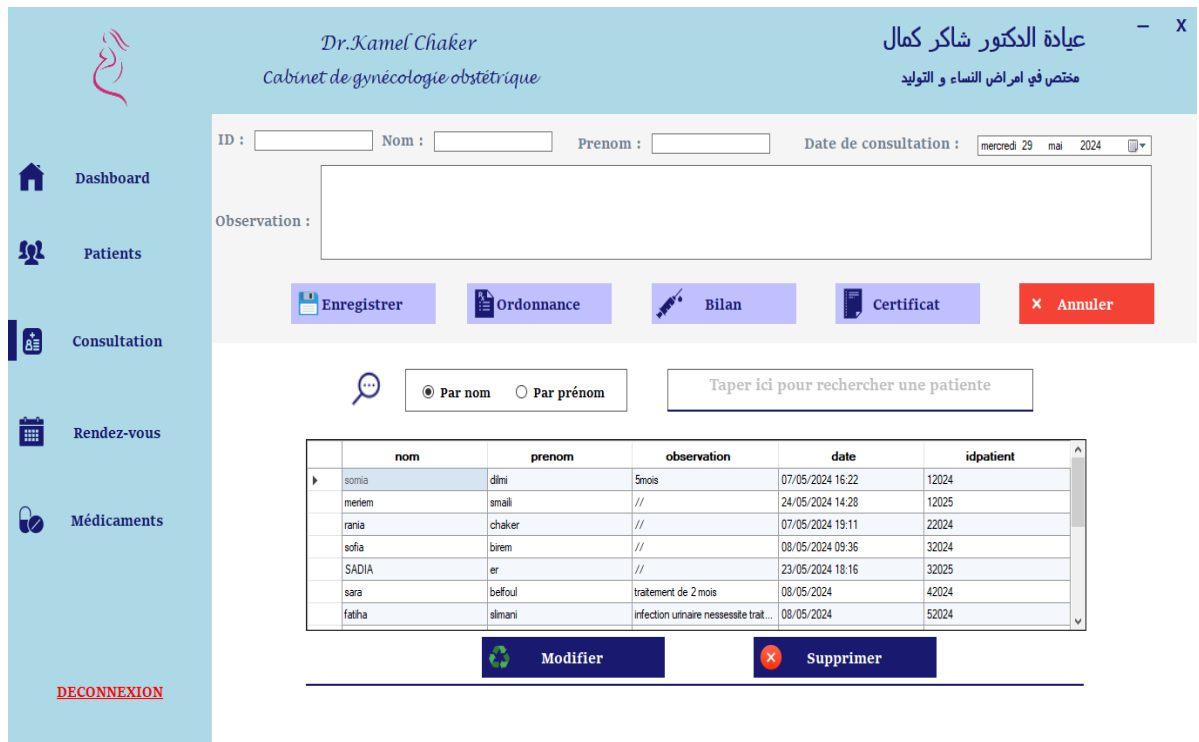 Dr.Kamel Chaker
Cabinet de gynécologie obstétrique
عيادة الدكتور شاكر كمال
مختص في امراض النساء و التوليد
– X
Dashboard
Patients
Consultation
Rendez-vous
Médicaments
DECONNEXION
ID : Nom : Prenom : Date de consultation : mercredi 29 mai 2024
Observation :
Enregistrer Ordonnance Bilan Certificat × Annuler
Par nom Par prénom Taper ici pour rechercher une patiente
nom prenom observation date idpatient
somia dilmi 5mois 07/05/2024 16:22 12024
meriem smaili // 24/05/2024 14:28 12025
rania chaker // 07/05/2024 19:11 22024
sofia birem // 08/05/2024 09:36 32024
SADIA er // 23/05/2024 18:16 32025
sara belfoul traitement de 2 mois 08/05/2024 42024
fatiha slimani infection urinaire nessessite trait... 08/05/2024 52024
Modifier Supprimer